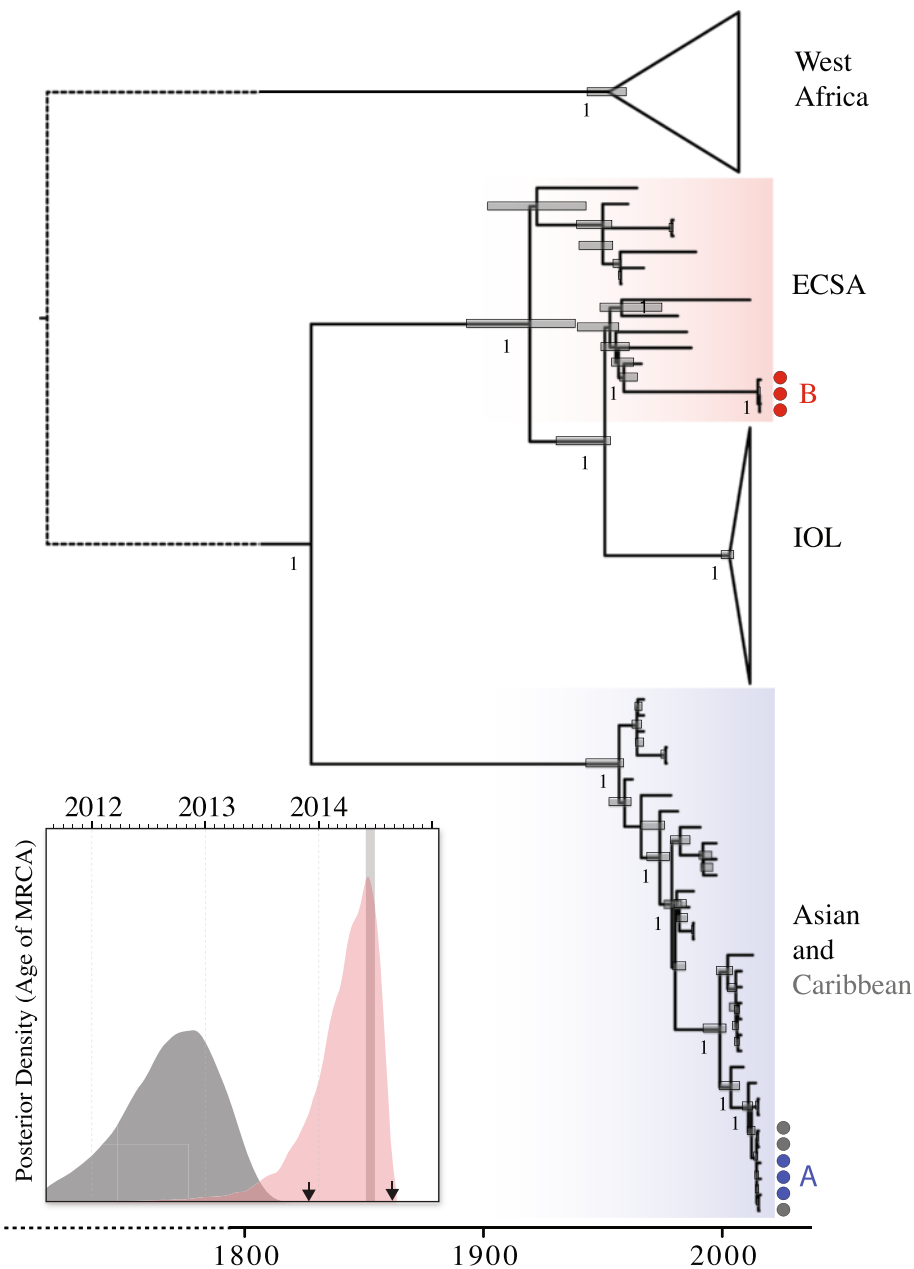 West
Africa
1
ECSA
1
1
B
1
1
1
IOL
1
1
1
2012 2013 2014
1
Posterior Density (Age of MRCA)
1
Asian
and
Caribbean
1
1
1
A
1800 1900 2000